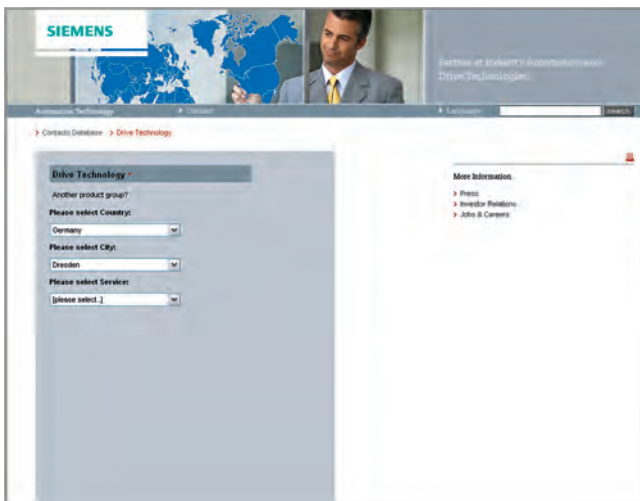 SIEMENS
Partner of Industry Automation and
Drive Technologies.
Automation Technology
Contact
Language
search
Contacts Database
Drive Technology
Drive Technology
Another product group?
Please select Country:
Germany
Please select City:
Dresden
Please select Service:
[please select..]
More Information
Press
Investor Relations
Jobs & Careers